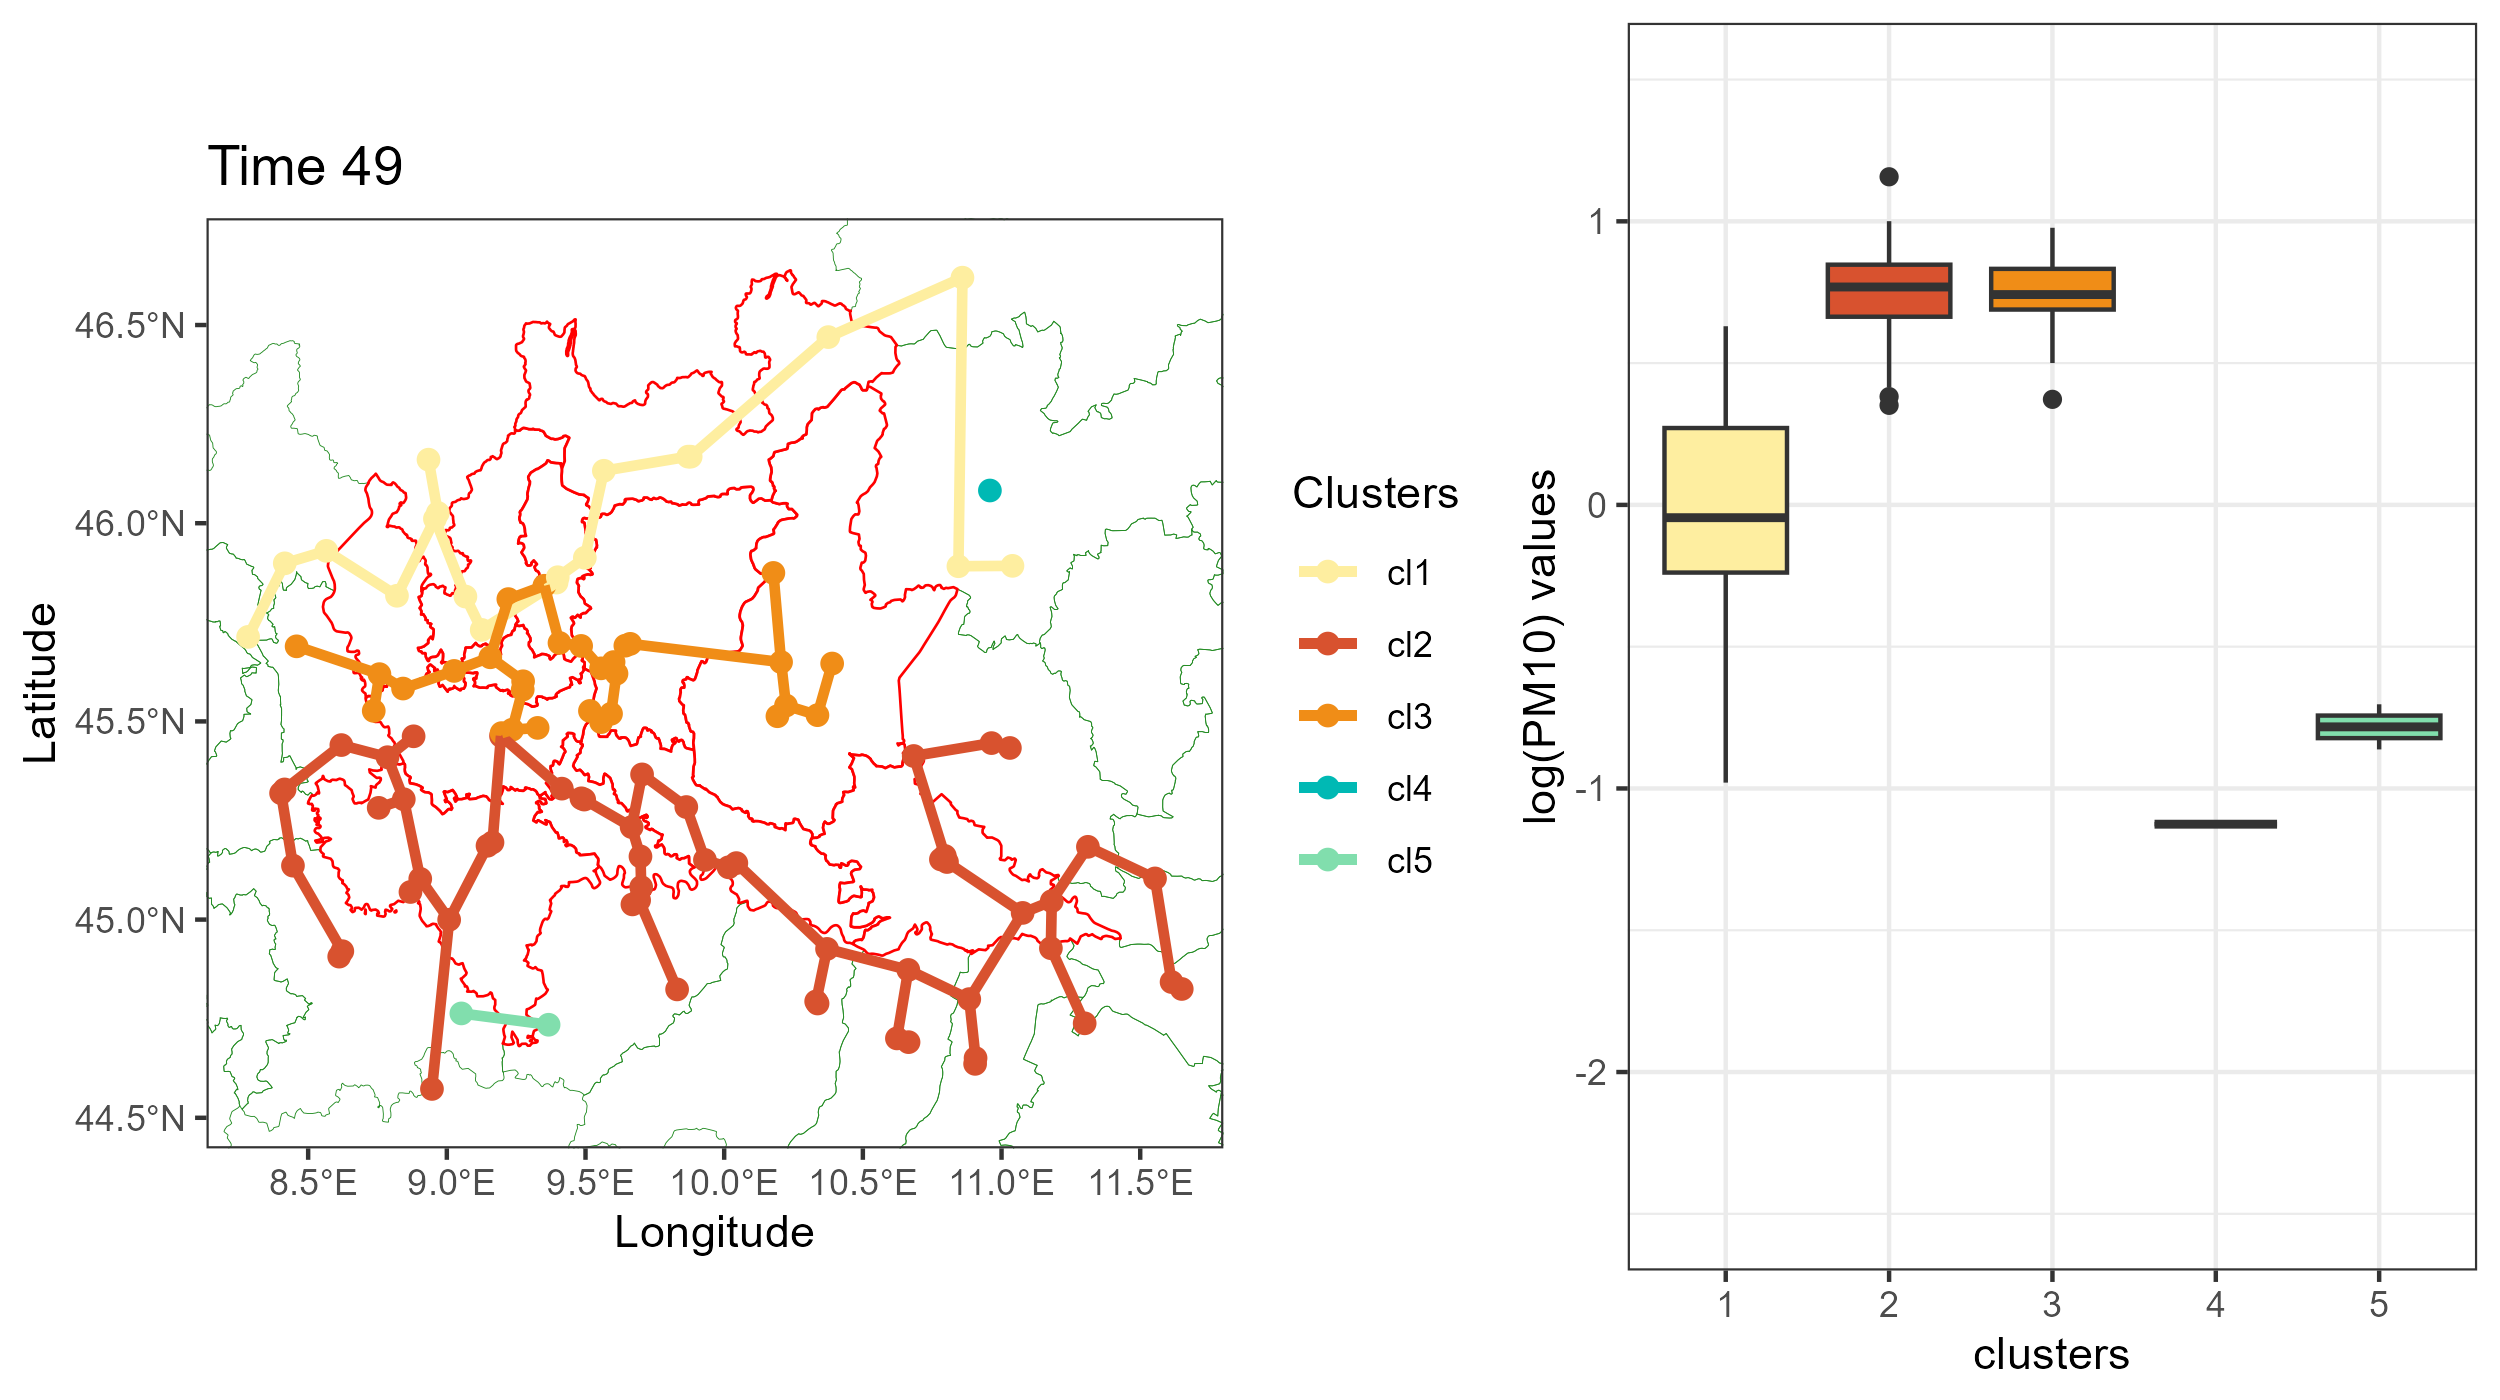 Time 49
Latitude
46.5°N
46.0°N
45.5°N
45.0°N
44.5°N
8.5°E 9.0°E 9.5°E 10.0°E 10.5°E 11.0°E 11.5°E
Longitude
Clusters
cl1
cl2
cl3
cl4
cl5
log(PM10) values
1
0
-1
-2
1 2 3 4 5
clusters